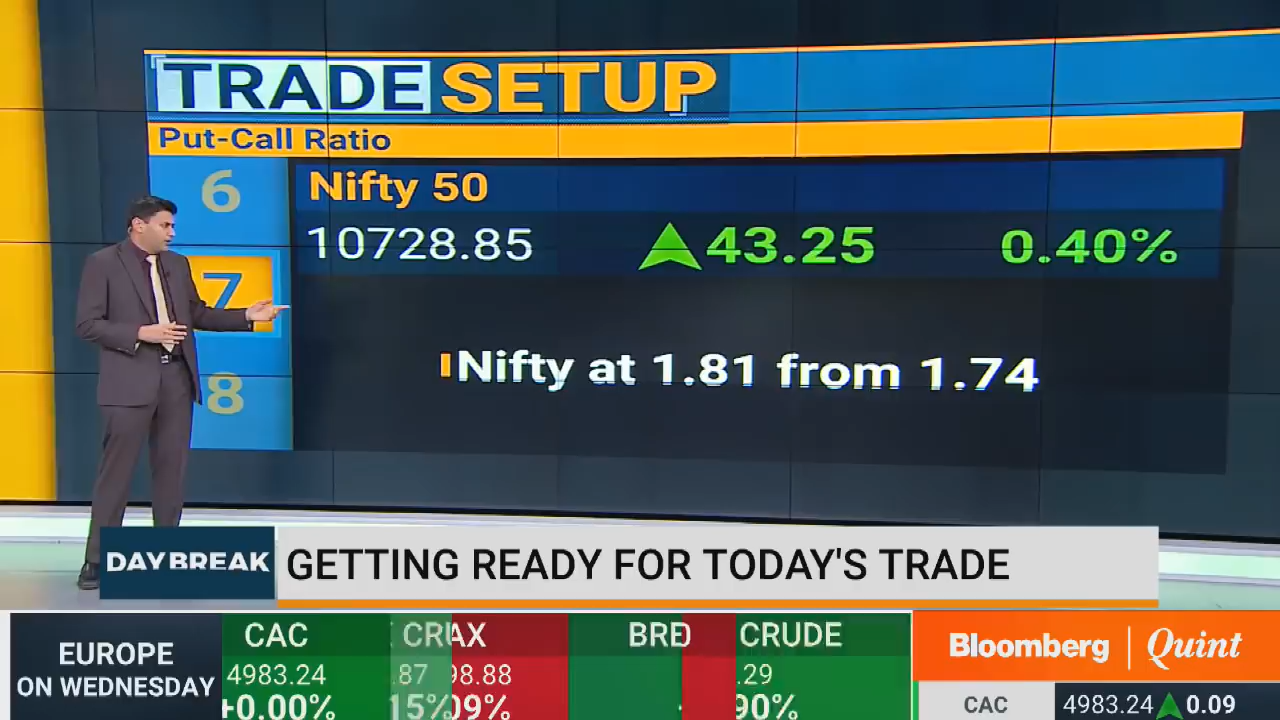 TRADE SETUP
Put-Call Ratio
6
Nifty 50
10728.85 ▲ 43.25 0.40%
7
Nifty at 1.81 from 1.74
8
DAYBREAK GETTING READY FOR TODAY'S TRADE
EUROPE
ON WEDNESDAY
CAC
4983.24
+0.00%
CRUDE
.29
90%
Bloomberg | Quint
CAC 4983.24 ▲ 0.09